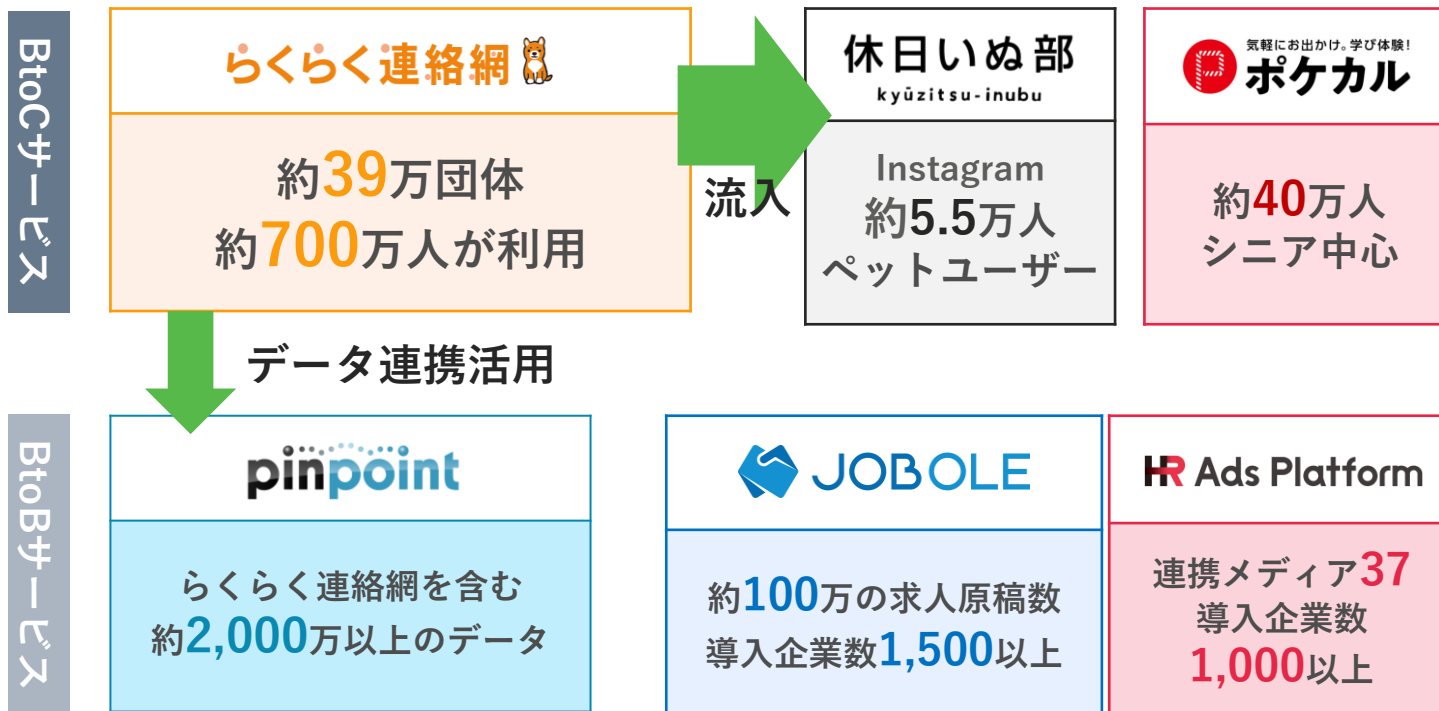 BtoCサービス
らくらく連絡網
約39万団体
約700万人が利用
流入
休日いぬ部
kyūzitsu-inubu
Instagram
約5.5万人
ペットユーザー
気軽にお出かけ。学び体験!
ポケカル
約40万人
シニア中心
データ連携活用
BtoBサービス
pinpoint
らくらく連絡網を含む
約2,000万以上のデータ
JOBOLE
約100万の求人原稿数
導入企業数1,500以上
HR Ads Platform
連携メディア37
導入企業数
1,000以上